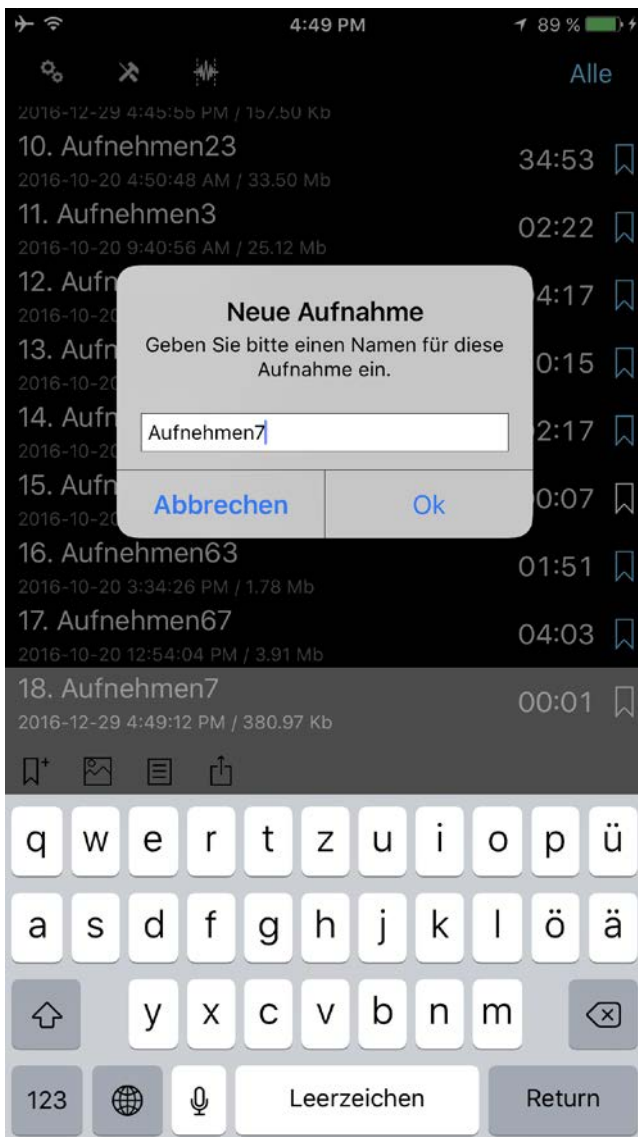 4:49 PM
89 %
Alle
2016-12-29 4:45:55 PM / 157.50 Kb
10. Aufnehmen23
34:53
2016-10-20 4:50:48 AM / 33.50 Mb
11. Aufnehmen3
02:22
2016-10-20 9:40:56 AM / 25.12 Mb
12. Aufn
4:17
2016-10-20
13. Aufn
0:15
2016-10-20
14. Aufn
2:17
2016-10-20
15. Aufn
0:07
2016-10-20
Neue Aufnahme
Geben Sie bitte einen Namen für diese
Aufnahme ein.
Aufnehmen7
Abbrechen Ok
16. Aufnehmen63
01:51
2016-10-20 3:34:26 PM / 1.78 Mb
17. Aufnehmen67
04:03
2016-10-20 12:54:04 PM / 3.91 Mb
18. Aufnehmen7
00:01
2016-12-29 4:49:12 PM / 380.97 Kb
q w e r t z u i o p ü
a s d f g h j k l ö ä
y x c v b n m
123 Leerzeichen Return